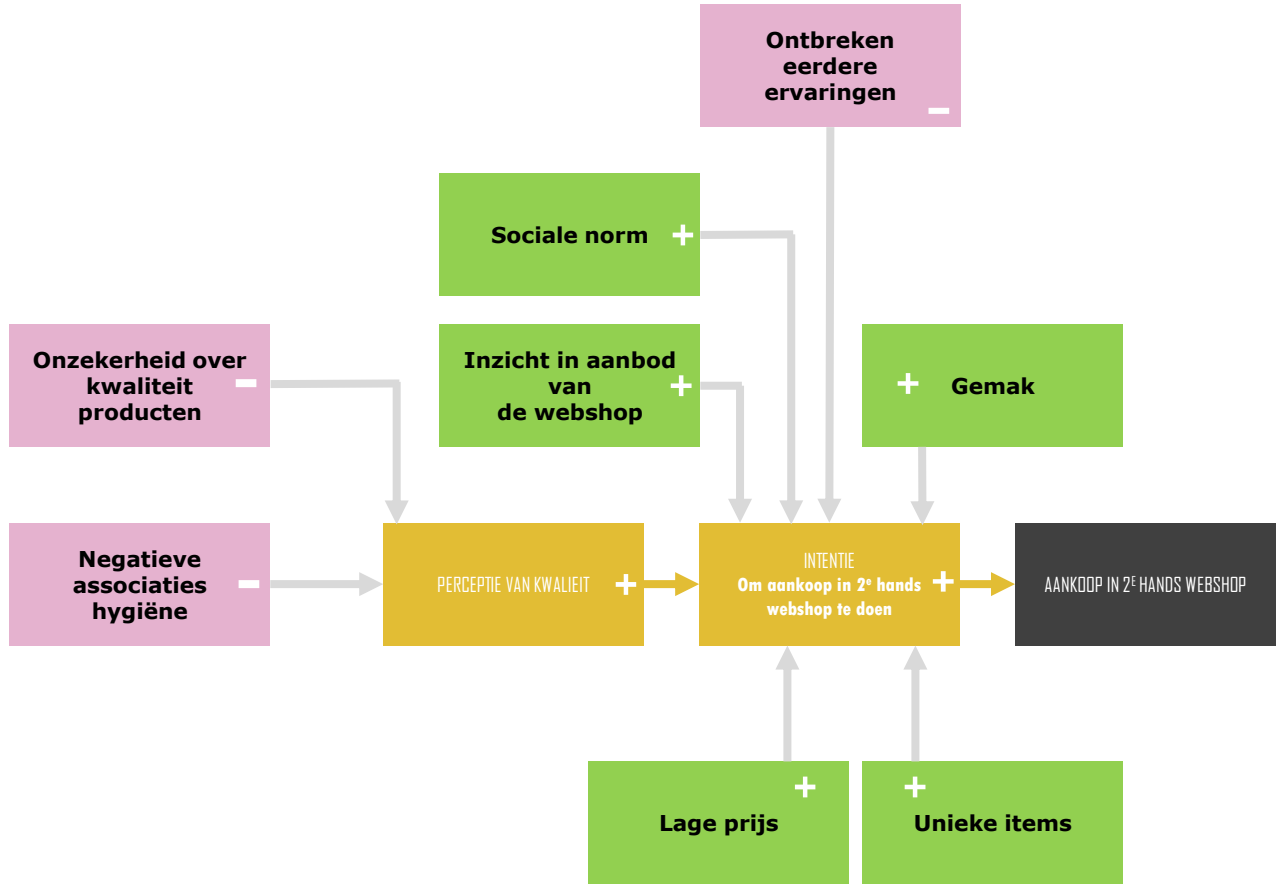 Ontbreken
eerdere
ervaringen
–
Sociale norm +
Onzekerheid over
kwaliteit –
producten
Inzicht in aanbod
van +
de webshop
+ Gemak
Negatieve
associaties –
hygiëne
PERCEPTIE VAN KWALIEIT +
INTENTIE
Om aankoop in 2e hands +
webshop te doen
AANKOOP IN 2E HANDS WEBSHOP
+
Lage prijs
+
Unieke items